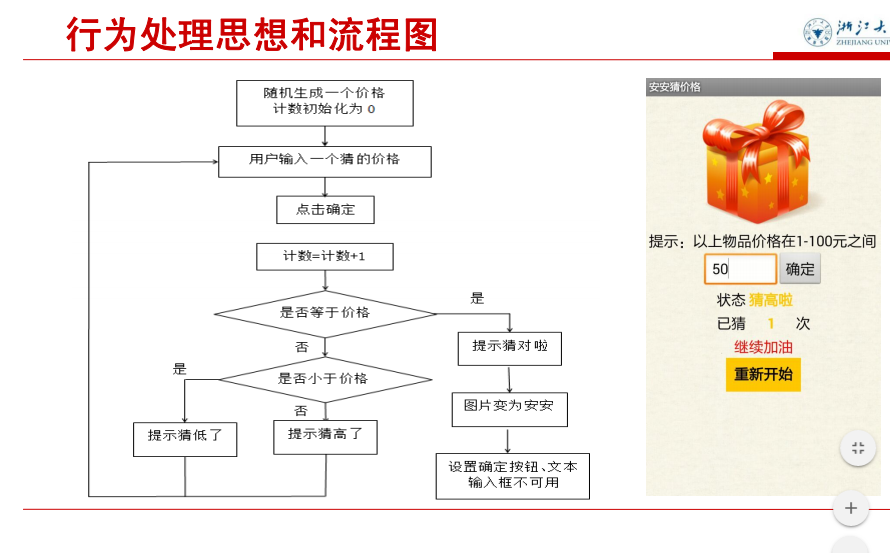 行为处理思想和流程图
浙江大
ZHEJIANG UNI
随机生成一个价格
计数初始化为 0
用户输入一个猜的价格
点击确定
计数=计数+1
是否等于价格
是
否
提示猜对啦
是否小于价格
是
否
图片变为安安
提示猜低了
提示猜高了
设置确定按钮、文本
输入框不可用
安安猜价格
提示：以上物品价格在1-100元之间
50
确定
状态 猜高啦
已猜 1 次
继续加油
重新开始